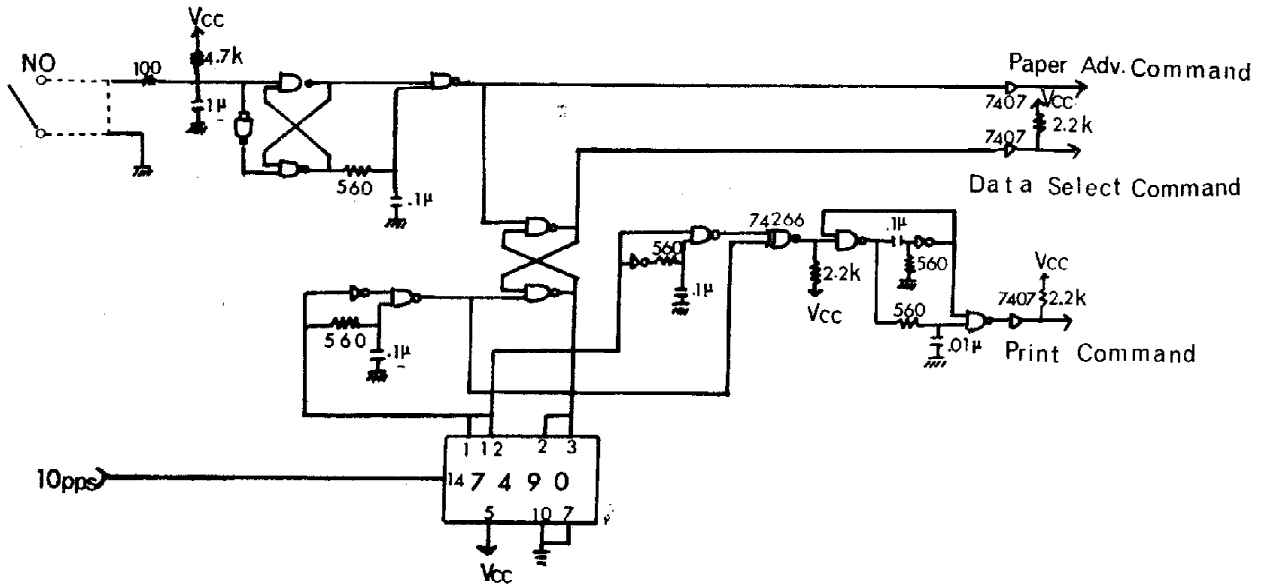 Vcc
NO
100
4.7k
.1µ
560
.1µ
Paper Adv. Command
7407
Vcc
2.2k
7407
Data Select Command
560
.1µ
74266
2.2k
Vcc
.1µ
560
560
.01µ
7407
Vcc
2.2k
Print Command
560
.1µ
1 12 2 3
10pps
14 7490
5 10 7
Vcc